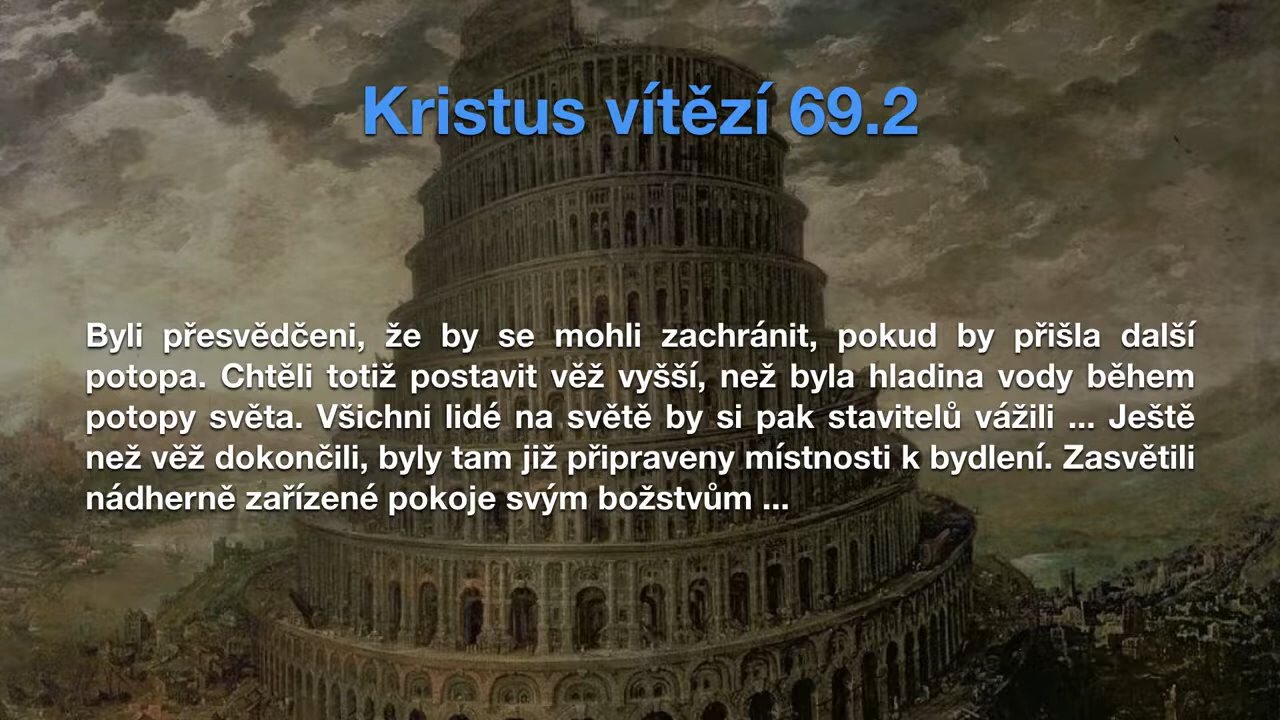 Kristus vítězí 69.2
Byli přesvědčeni, že by se mohli zachránit, pokud by přišla další
potopa. Chtěli totiž postavit věž vyšší, než byla hladina vody během
potopy světa. Všichni lidé na světě by si pak stavitelů vážili ... Ještě
než věž dokončili, byly tam již připraveny místnosti k bydlení. Zasvětili
nádherně zařízené pokoje svým božstvům ...